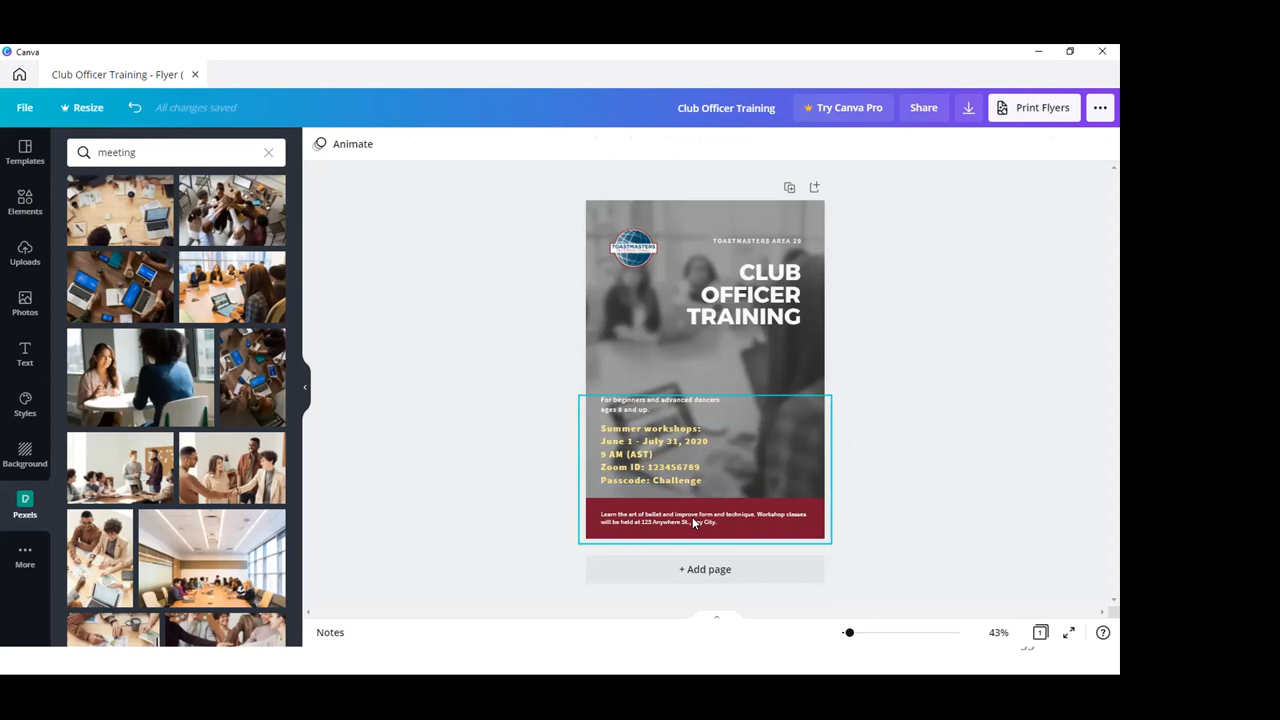 Canva
Club Officer Training - Flyer (
File
Resize
All changes saved
Club Officer Training
Try Canva Pro
Share
Print Flyers
Templates
Elements
Uploads
Photos
Text
Styles
Background
Pexels
More
meeting
Animate
TOASTMASTERS
TOASTMASTERS AREA 29
CLUB
OFFICER
TRAINING
For beginners and advanced dancers
ages 8 and up.
Summer workshops:
June 1 - July 31, 2020
9 AM (AST)
Zoom ID: 123456789
Passcode: Challenge
Learn the art of ballet and improve form and technique. Workshop classes
will be held at 123 Anywhere St., City.
+ Add page
Notes
43%
1